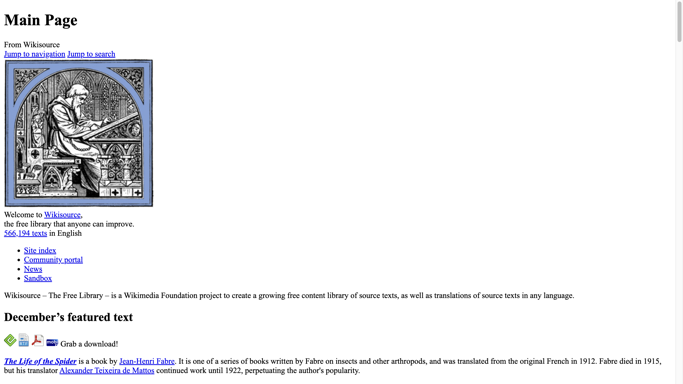 Main Page
From Wikisource
Jump to navigation Jump to search
Welcome to Wikisource,
the free library that anyone can improve.
566,194 texts in English
Site index
Community portal
News
Sandbox
Wikisource – The Free Library – is a Wikimedia Foundation project to create a growing free content library of source texts, as well as translations of source texts in any language.
December’s featured text
Grab a download!
The Life of the Spider is a book by Jean-Henri Fabre. It is one of a series of books written by Fabre on insects and other arthropods, and was translated from the original French in 1912. Fabre died in 1915,
but his translator Alexander Teixeira de Mattos continued work until 1922, perpetuating the author's popularity.